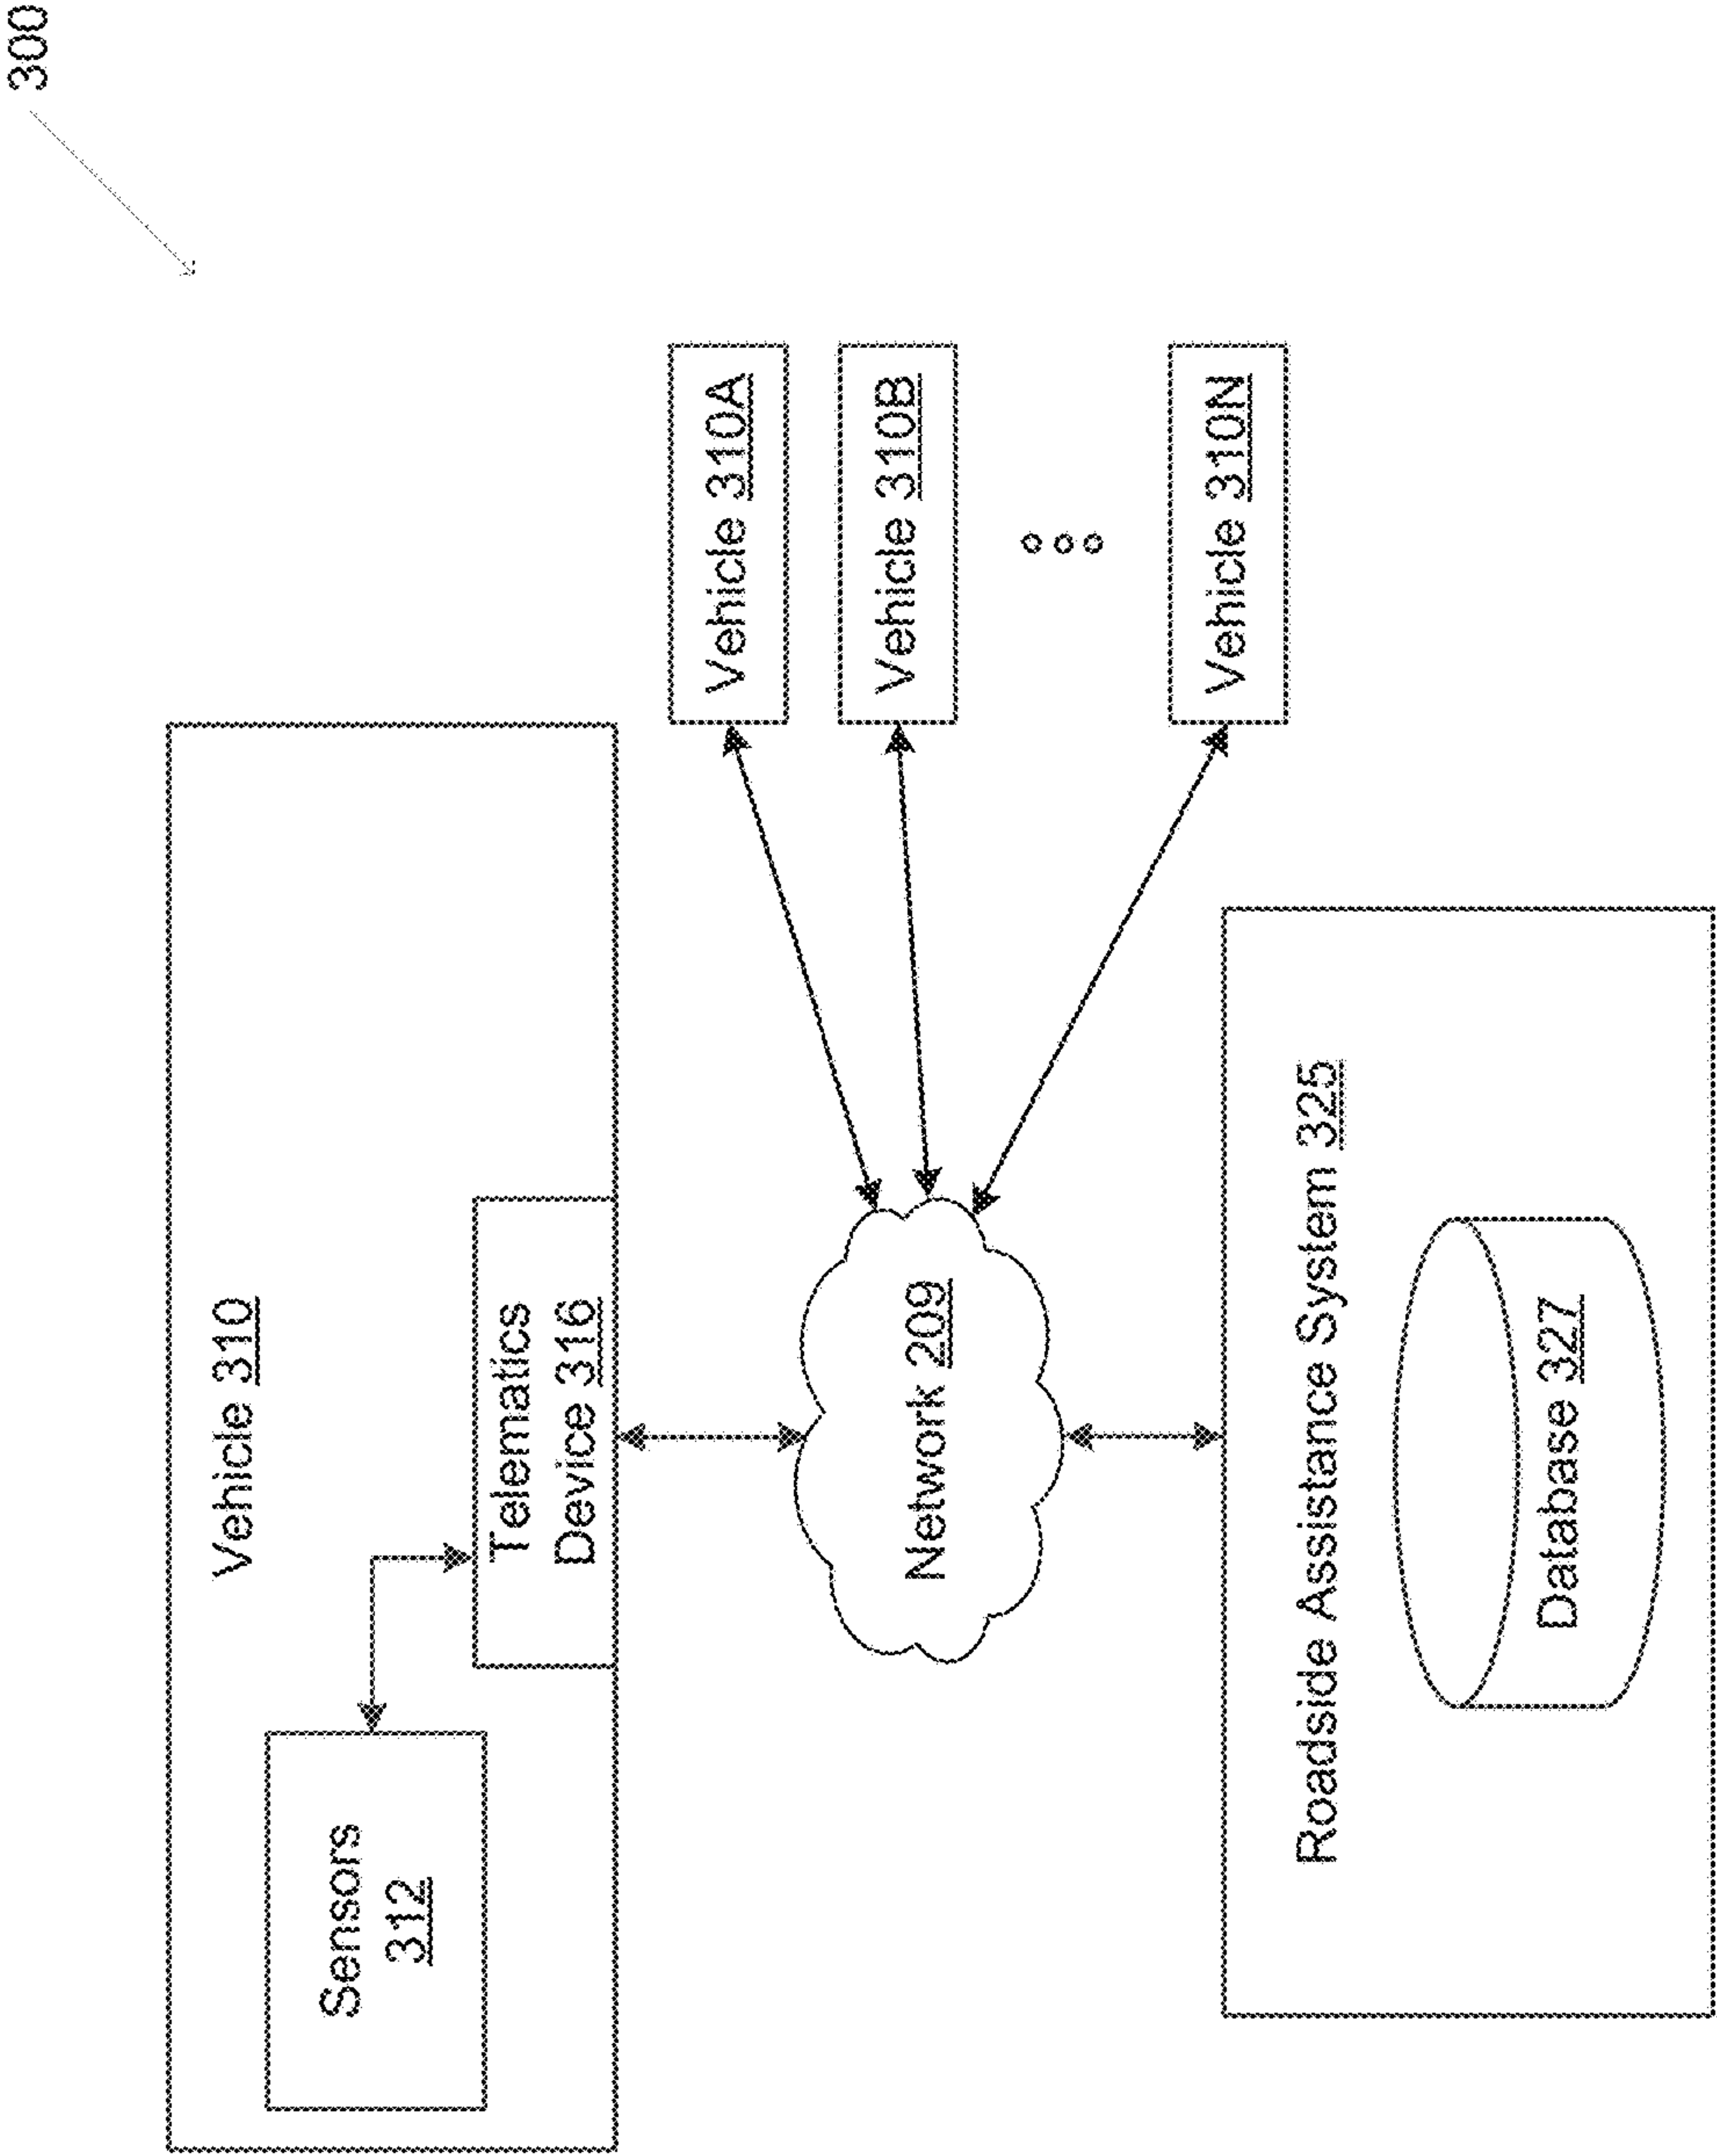 300
Vehicle 310
Sensors
312
Telematics
Device 316
Network 209
Vehicle 310A
Vehicle 310B
Vehicle 310N
Roadside Assistance System 325
Database 327